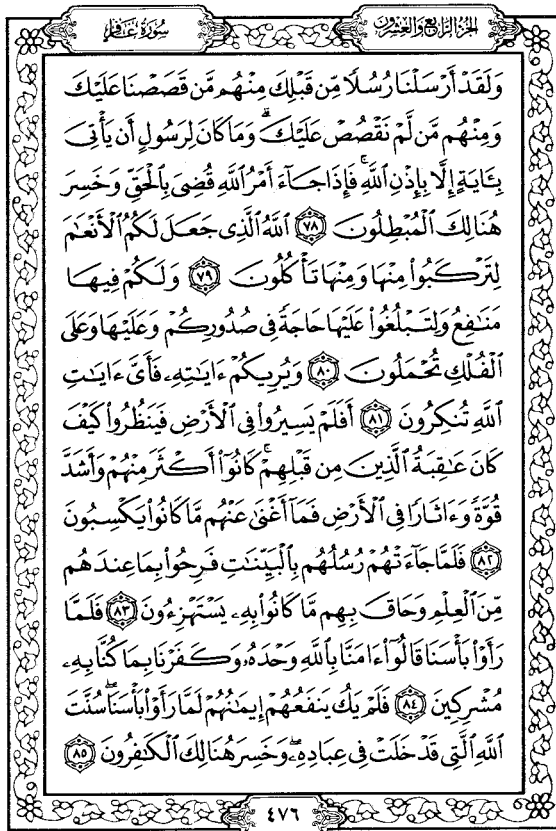 الجزء الرابع والعشرون
سورة غافر
وَلَقَدْ أَرْسَلْنَا رُسُلًا مِّن قَبْلِكَ مِنْهُم مَّن قَصَصْنَا عَلَيْكَ
وَمِنْهُم مَّن لَّمْ نَقْصُصْ عَلَيْكَ ۗ وَمَا كَانَ لِرَسُولٍ أَن يَأْتِىَ
بِـَٔايَةٍ إِلَّا بِإِذْنِ ٱللَّهِ ۚ فَإِذَا جَآءَ أَمْرُ ٱللَّهِ قُضِىَ بِٱلْحَقِّ وَخَسِرَ
هُنَالِكَ ٱلْمُبْطِلُونَ ٧٨ ٱللَّهُ ٱلَّذِى جَعَلَ لَكُمُ ٱلْأَنْعَٰمَ
لِتَرْكَبُوا۟ مِنْهَا وَمِنْهَا تَأْكُلُونَ ٧٩ وَلَكُمْ فِيهَا
مَنَٰفِعُ وَلِتَبْلُغُوا۟ عَلَيْهَا حَاجَةً فِى صُدُورِكُمْ وَعَلَيْهَا وَعَلَى
ٱلْفُلْكِ تُحْمَلُونَ ٨٠ وَيُرِيكُمْ ءَايَٰتِهِۦ فَأَىَّ ءَايَٰتِ
ٱللَّهِ تُنكِرُونَ ٨١ أَفَلَمْ يَسِيرُوا۟ فِى ٱلْأَرْضِ فَيَنظُرُوا۟ كَيْفَ
كَانَ عَٰقِبَةُ ٱلَّذِينَ مِن قَبْلِهِمْ ۚ كَانُوٓا۟ أَكْثَرَ مِنْهُمْ وَأَشَدَّ
قُوَّةً وَءَاثَارًا فِى ٱلْأَرْضِ فَمَآ أَغْنَىٰ عَنْهُم مَّا كَانُوا۟ يَكْسِبُونَ
٨٢ فَلَمَّا جَآءَتْهُمْ رُسُلُهُم بِٱلْبَيِّنَٰتِ فَرِحُوا۟ بِمَا عِندَهُم
مِّنَ ٱلْعِلْمِ وَحَاقَ بِهِم مَّا كَانُوا۟ بِهِۦ يَسْتَهْزِءُونَ ٨٣ فَلَمَّا
رَأَوْا۟ بَأْسَنَا قَالُوٓا۟ ءَامَنَّا بِٱللَّهِ وَحْدَهُۥ وَكَفَرْنَا بِمَا كُنَّا بِهِۦ
مُشْرِكِينَ ٨٤ فَلَمْ يَكُ يَنفَعُهُمْ إِيمَٰنُهُمْ لَمَّا رَأَوْا۟ بَأْسَنَا ۖ سُنَّتَ
ٱللَّهِ ٱلَّتِى قَدْ خَلَتْ فِى عِبَادِهِۦ ۖ وَخَسِرَ هُنَالِكَ ٱلْكَٰفِرُونَ ٨٥
٤٧٦